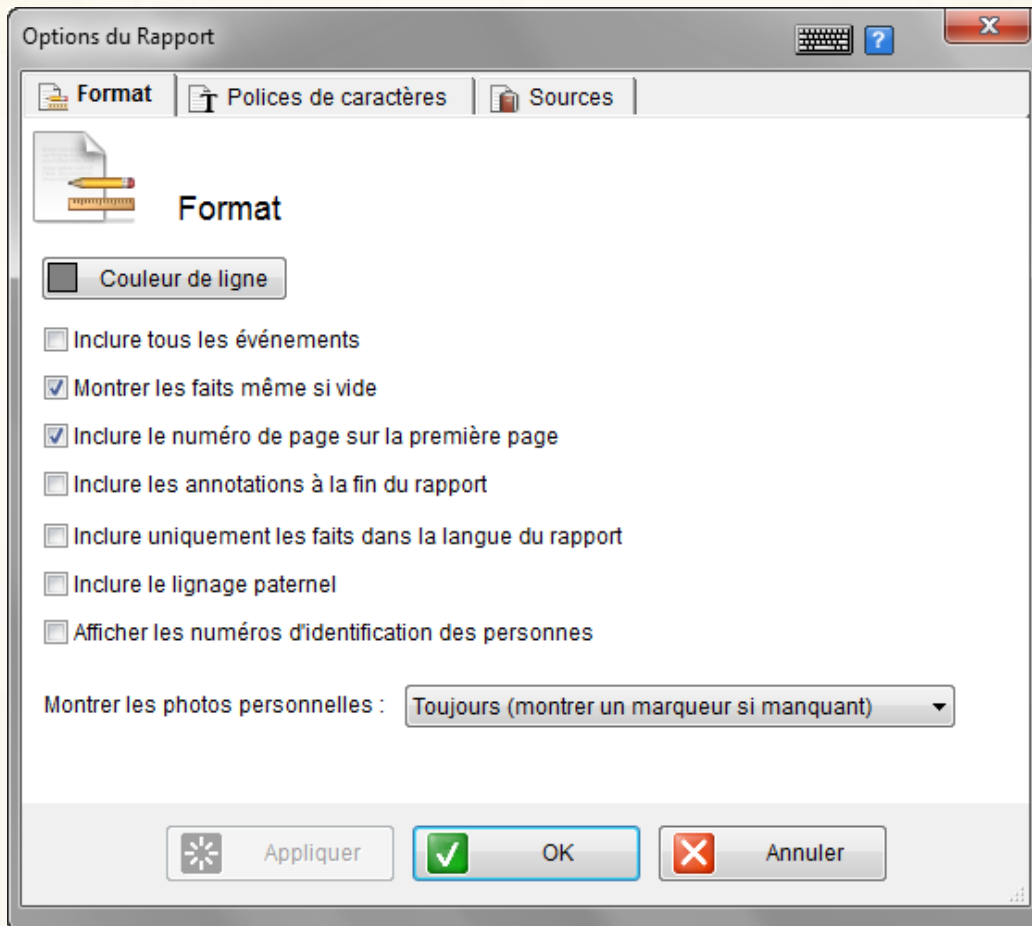 Options du Rapport
?
Format
Polices de caractères
Sources
Format
Couleur de ligne
Inclure tous les événements
Montrer les faits même si vide
Inclure le numéro de page sur la première page
Inclure les annotations à la fin du rapport
Inclure uniquement les faits dans la langue du rapport
Inclure le lignage paternel
Afficher les numéros d'identification des personnes
Montrer les photos personnelles : Toujours (montrer un marqueur si manquant)
Appliquer OK Annuler